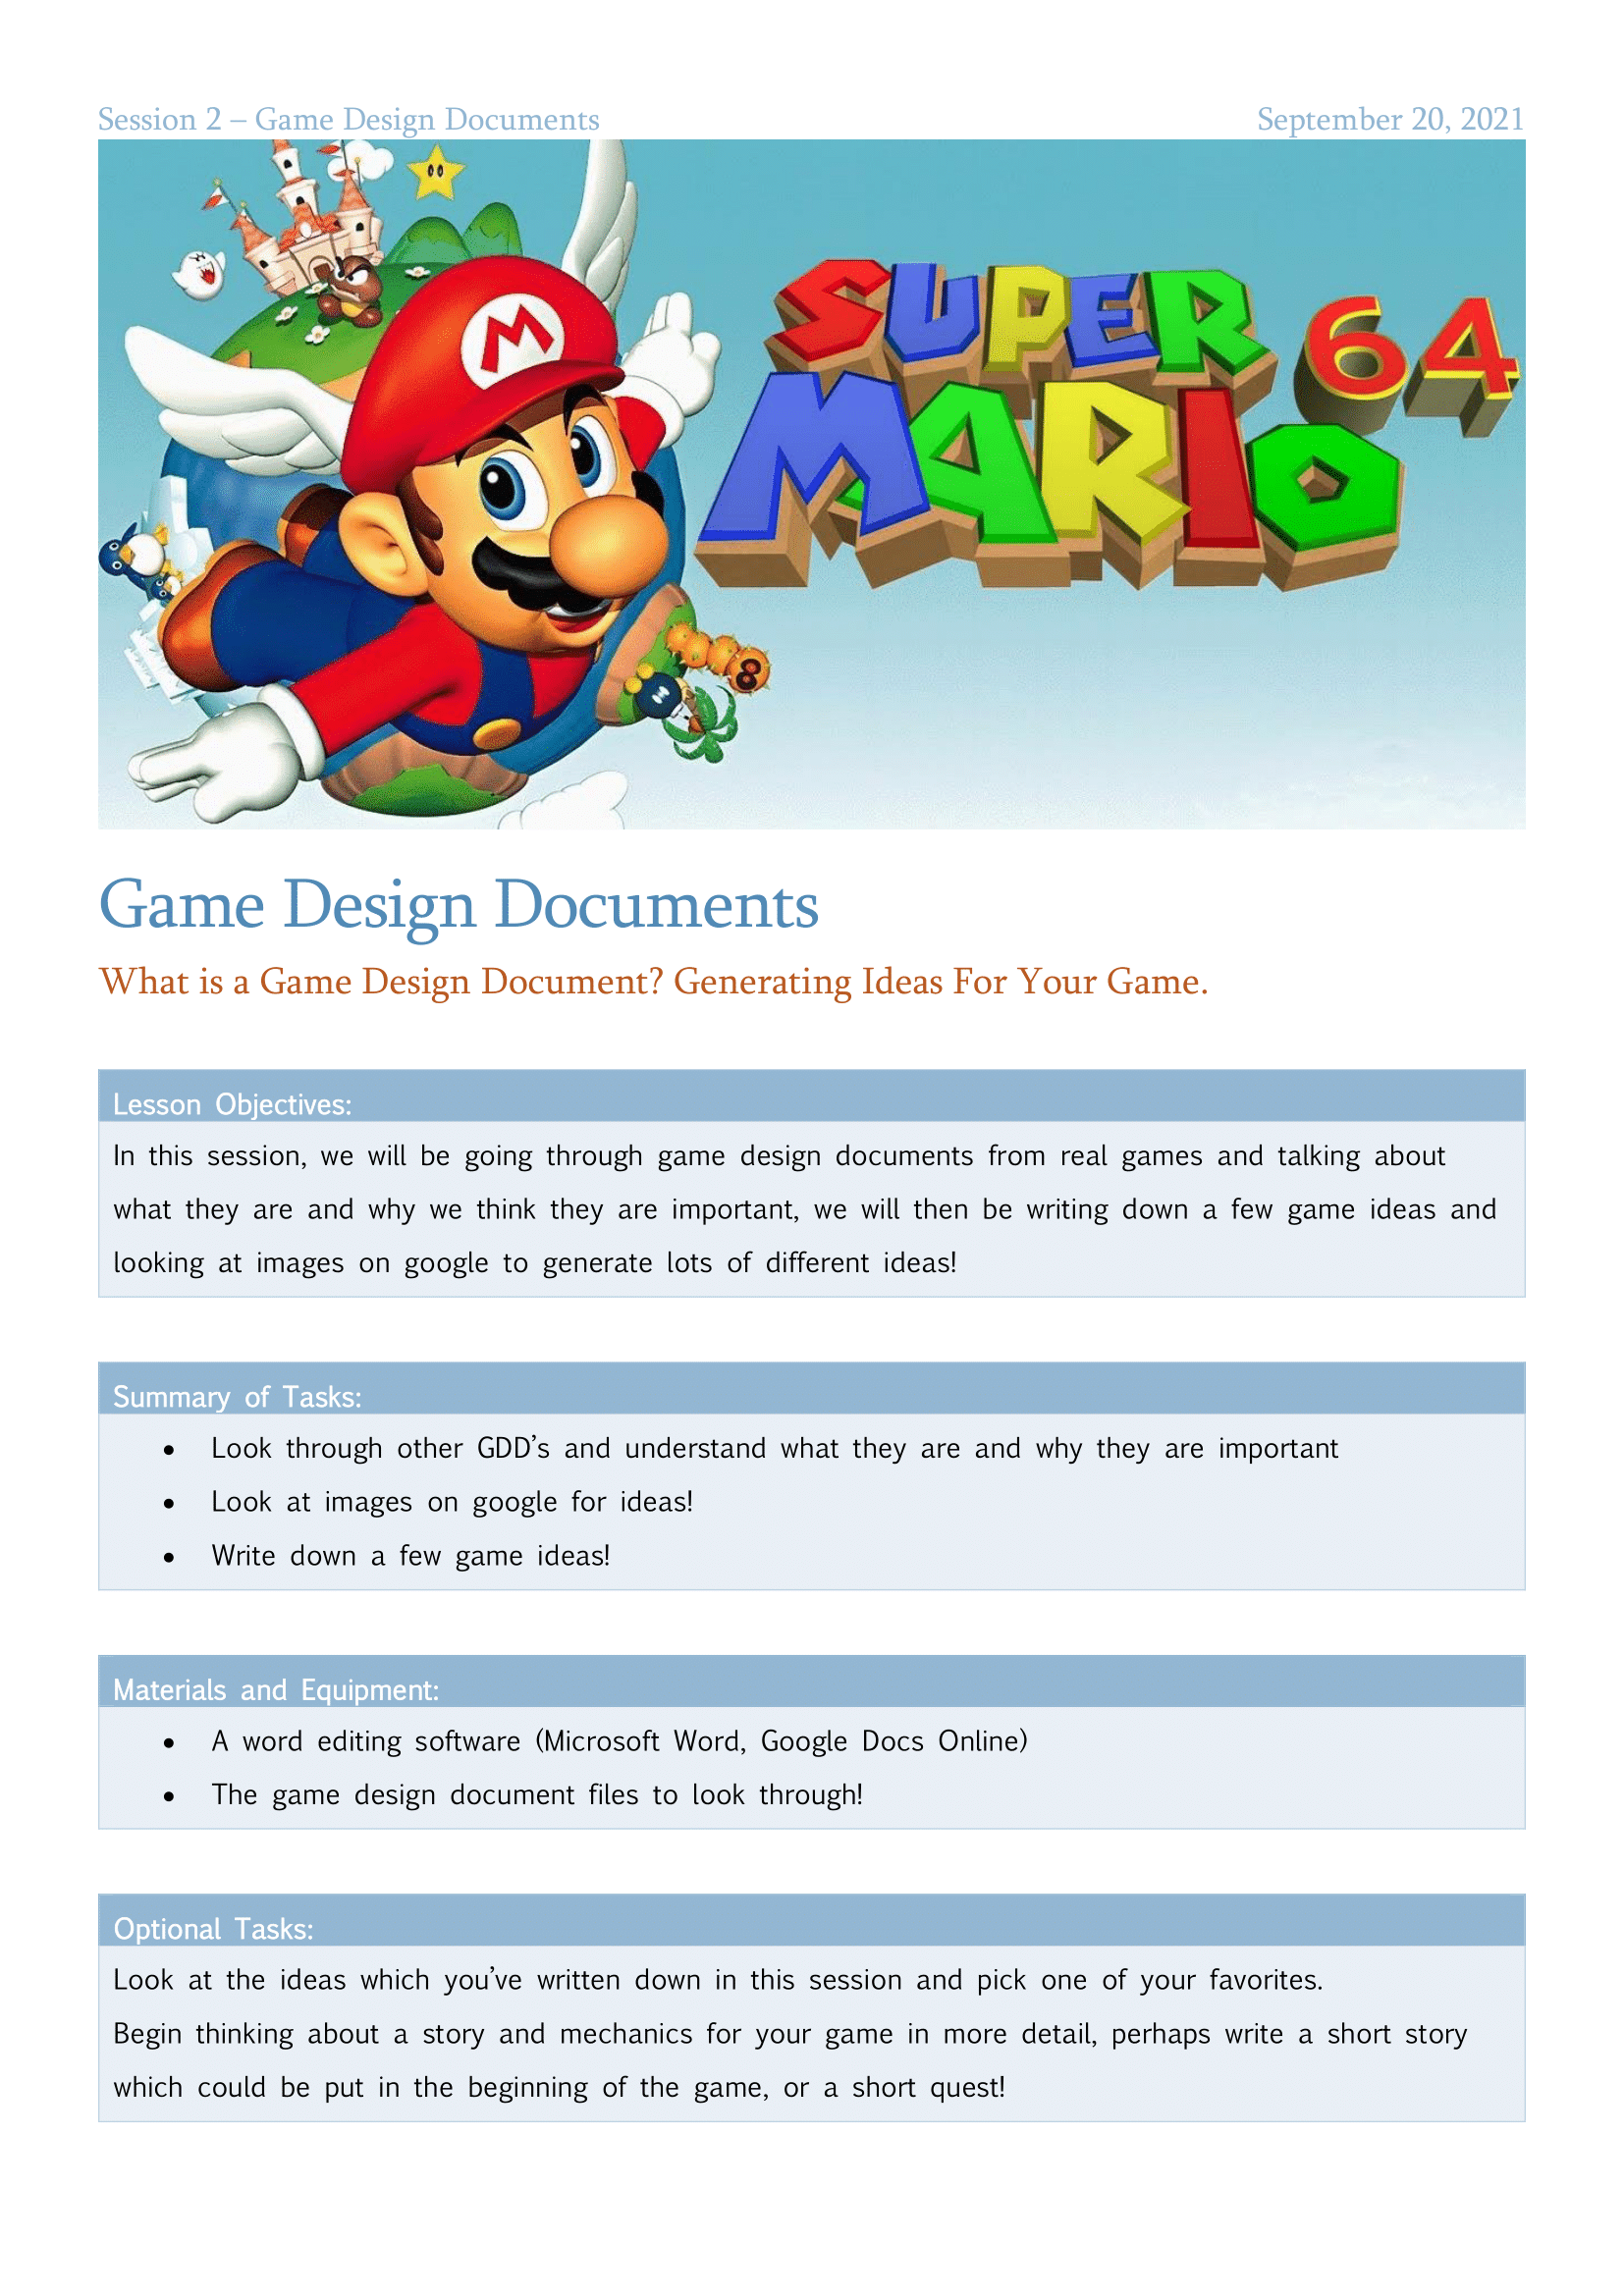 Session 2 – Game Design Documents September 20, 2021
M
SUPER
MARIO 64
8
Game Design Documents
What is a Game Design Document? Generating Ideas For Your Game.
Lesson Objectives:
In this session, we will be going through game design documents from real games and talking about
what they are and why we think they are important, we will then be writing down a few game ideas and
looking at images on google to generate lots of different ideas!
Summary of Tasks:
• Look through other GDD’s and understand what they are and why they are important
• Look at images on google for ideas!
• Write down a few game ideas!
Materials and Equipment:
• A word editing software (Microsoft Word, Google Docs Online)
• The game design document files to look through!
Optional Tasks:
Look at the ideas which you’ve written down in this session and pick one of your favorites.
Begin thinking about a story and mechanics for your game in more detail, perhaps write a short story
which could be put in the beginning of the game, or a short quest!